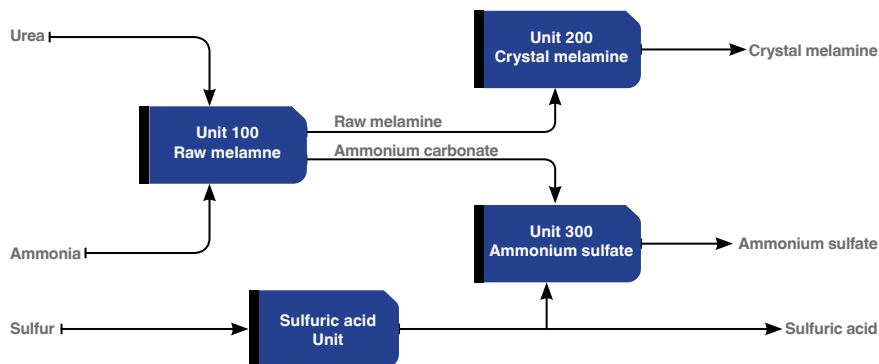 Urea
Unit 200
Crystal melamine
Crystal melamine
Unit 100
Raw melamne
Raw melamine
Ammonium carbonate
Unit 300
Ammonium sulfate
Ammonium sulfate
Ammonia
Sulfur
Sulfuric acid
Unit
Sulfuric acid